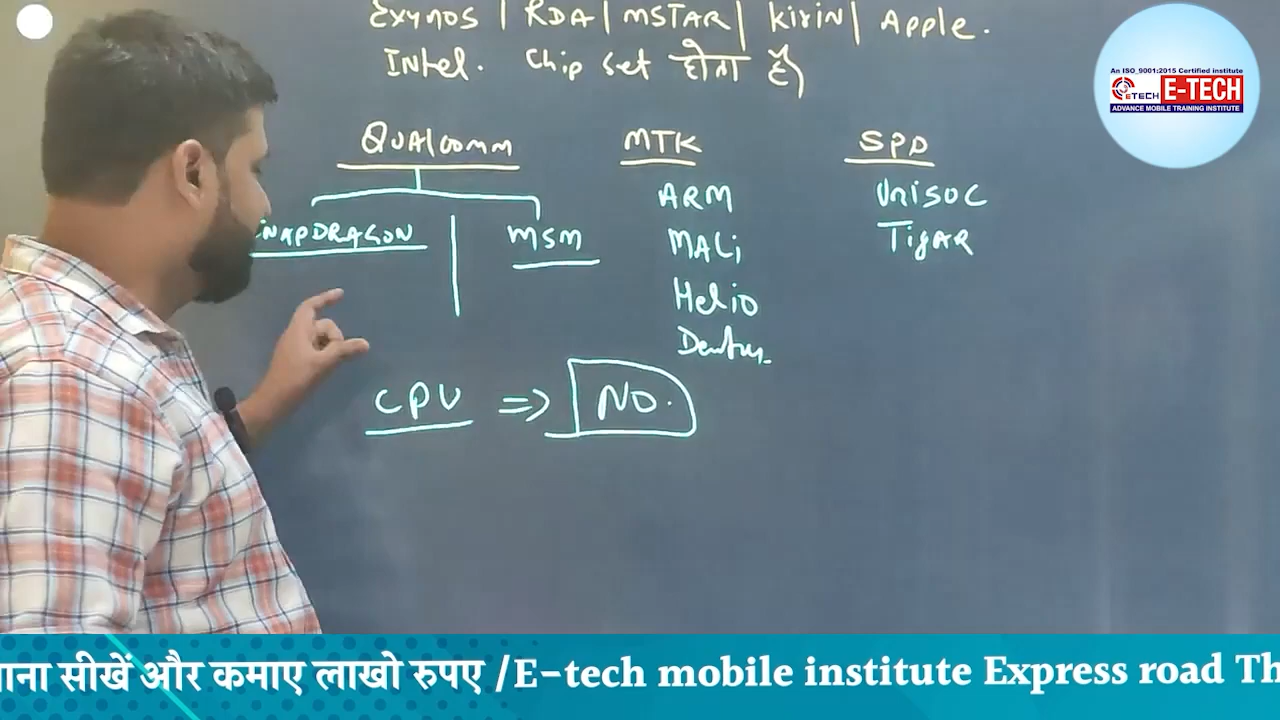 Exynos | RDA | MSTAR | Kirin | Apple.
Intel. Chip set होता है
An ISO_9001:2015 Certified institute
ETECH E-TECH
ADVANCE MOBILE TRAINING INSTITUTE
Qualcomm MTK SPD
NAPDRAGON | MSM ARM Unisoc
MALi TigAR
Helio
CPU => NO.
ाना सीखें और कमाए लाखो रुपए /E-tech mobile institute Express road Th